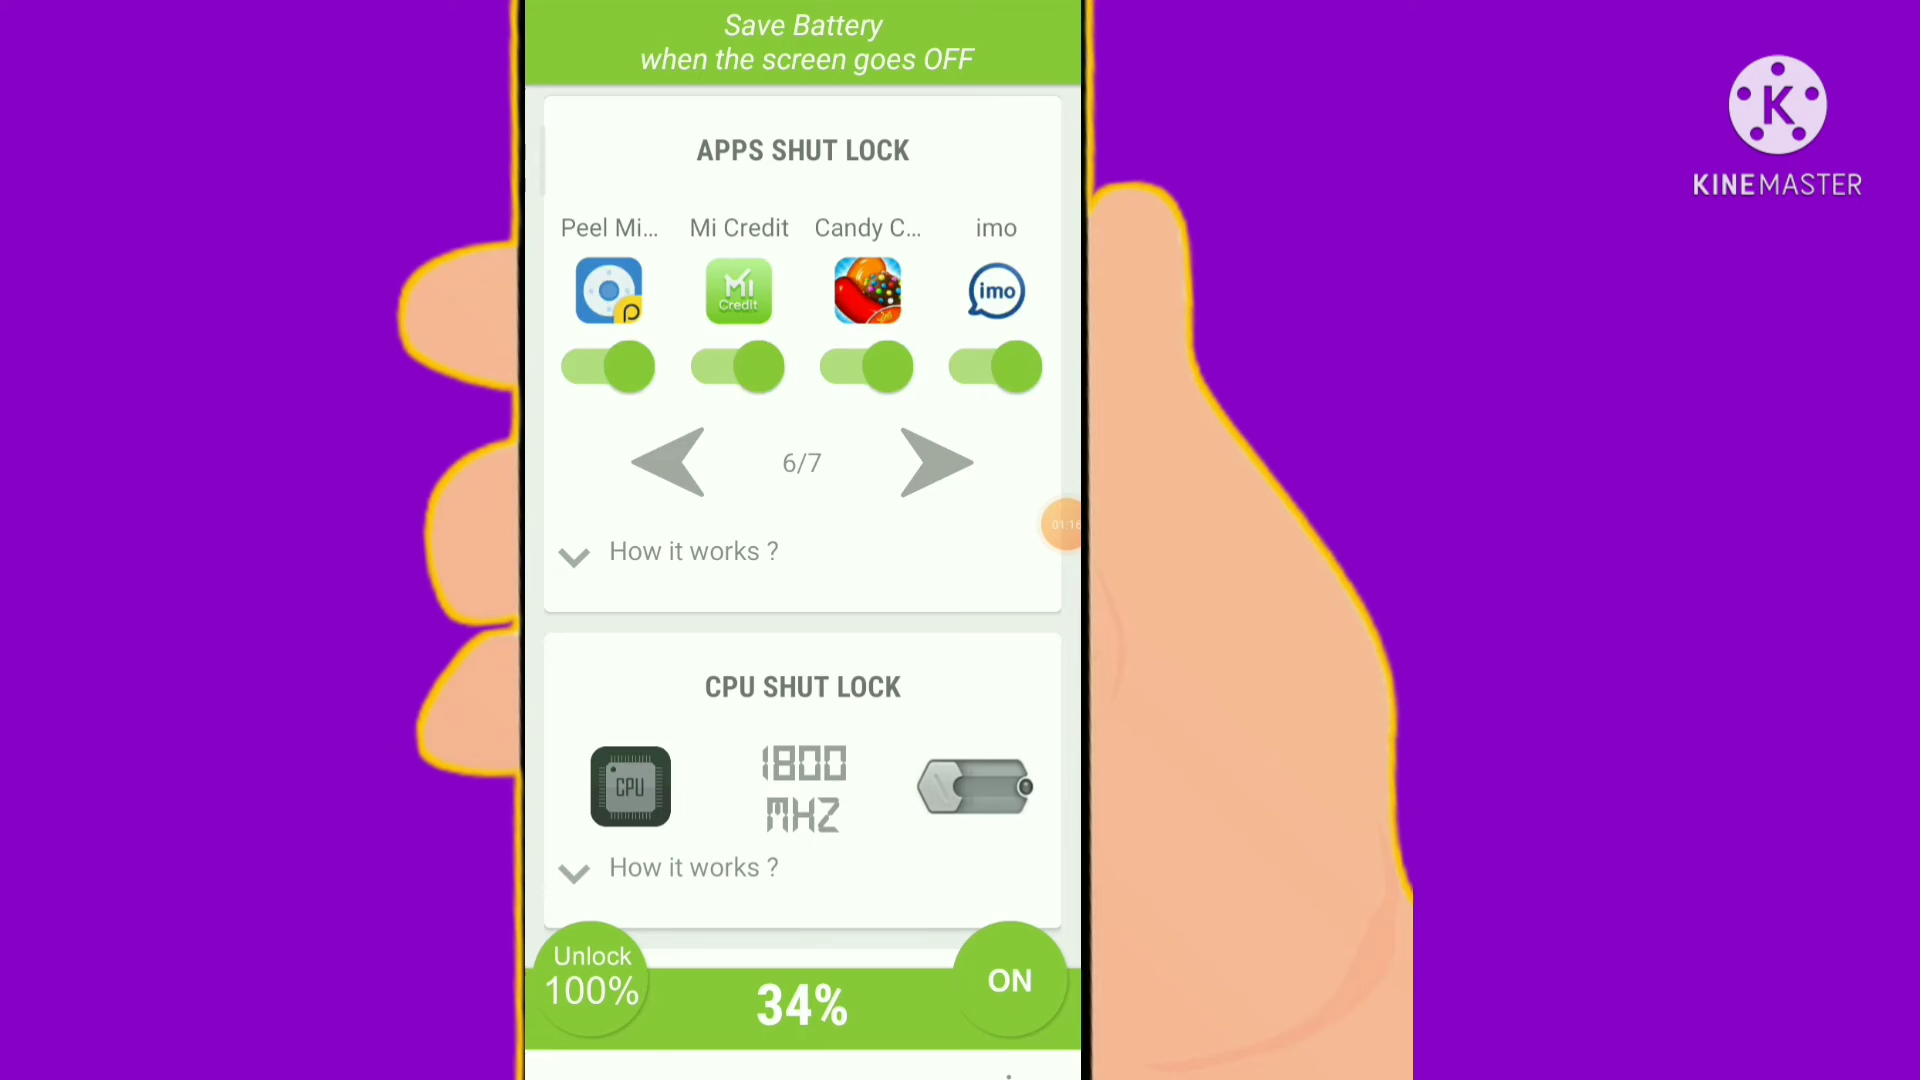 Save Battery
when the screen goes OFF
K
KINEMASTER
APPS SHUT LOCK
Peel Mi... Mi Credit Candy C... imo
Mi
Credit
imo
6/7
How it works ?
CPU SHUT LOCK
CPU
1800
MHZ
How it works ?
Unlock
100%
34%
ON